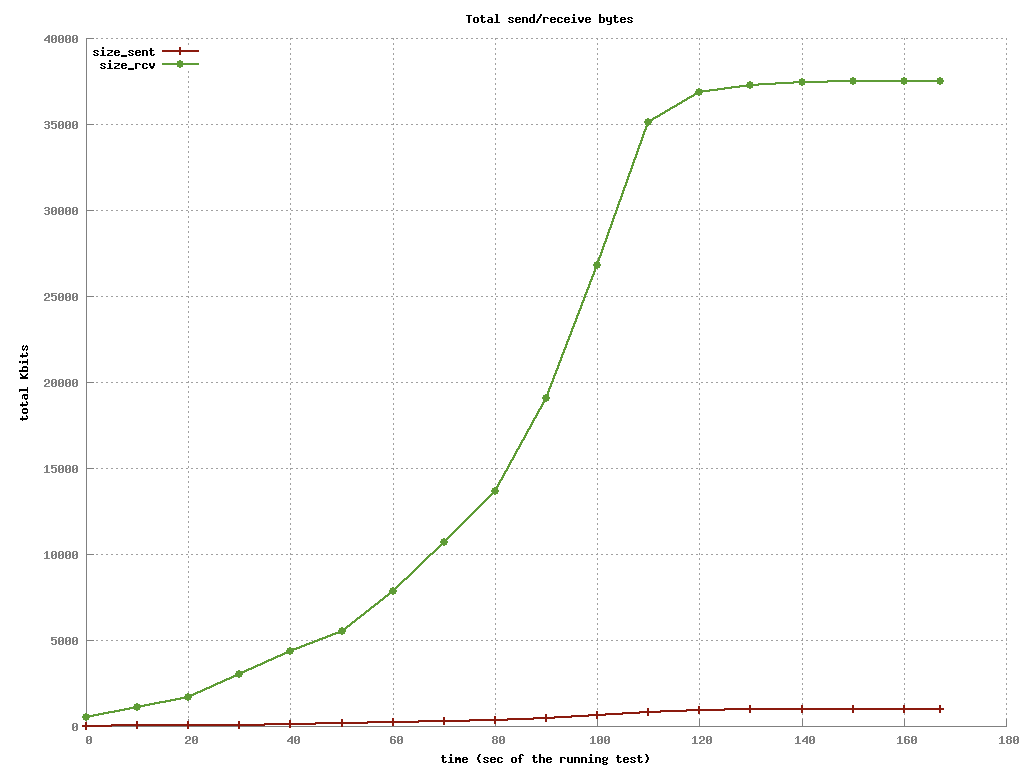 Total send/receive bytes
40000
size_sent
size_rcv
35000
30000
25000
20000
15000
10000
5000
0
total Kbits
0 20 40 60 80 100 120 140 160 180
time (sec of the running test)